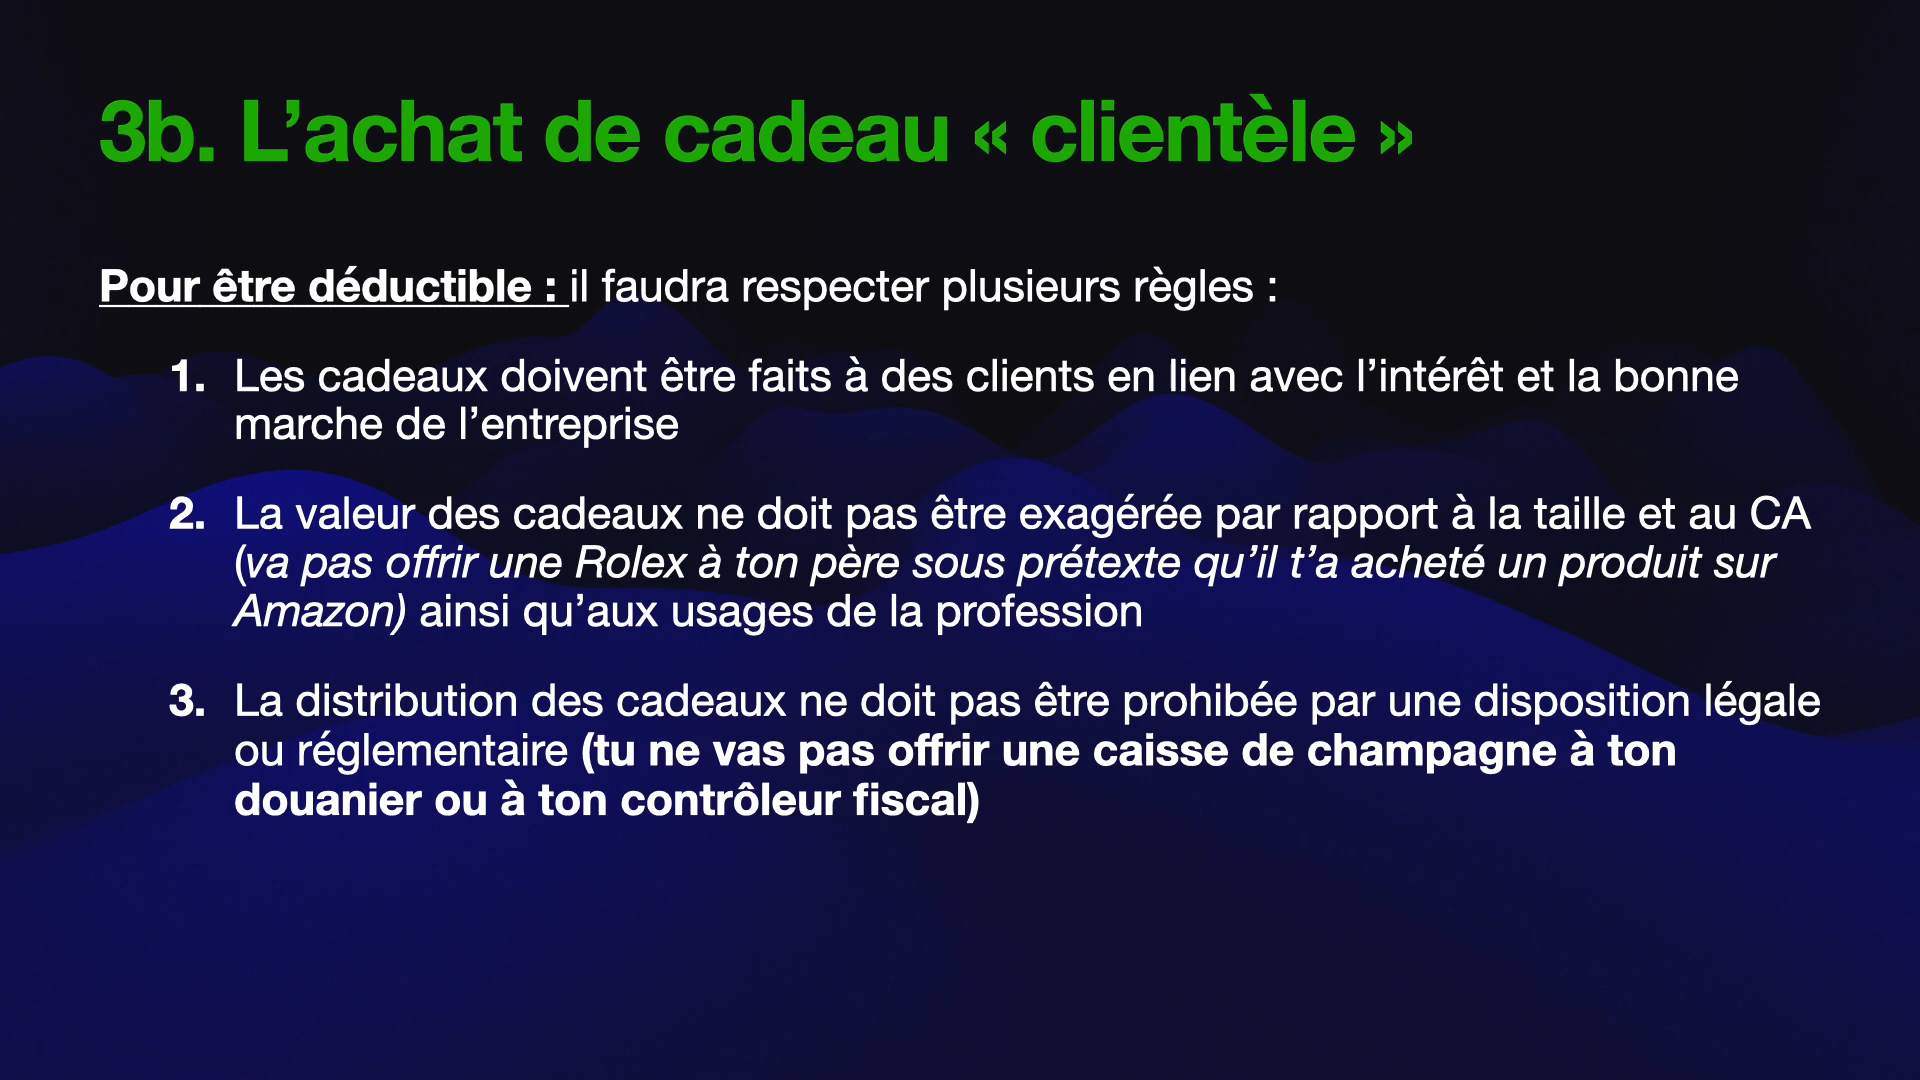 3b. L’achat de cadeau « clientèle »
Pour être déductible : il faudra respecter plusieurs règles :
1. Les cadeaux doivent être faits à des clients en lien avec l’intérêt et la bonne
marche de l’entreprise
2. La valeur des cadeaux ne doit pas être exagérée par rapport à la taille et au CA
(va pas offrir une Rolex à ton père sous prétexte qu’il t’a acheté un produit sur
Amazon) ainsi qu’aux usages de la profession
3. La distribution des cadeaux ne doit pas être prohibée par une disposition légale
ou réglementaire (tu ne vas pas offrir une caisse de champagne à ton
douanier ou à ton contrôleur fiscal)